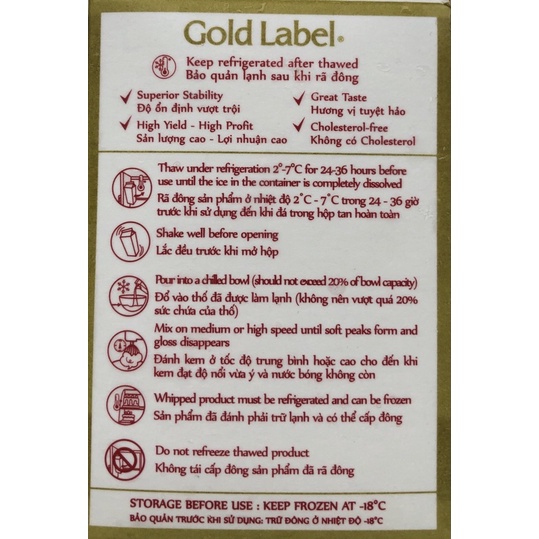 Gold Label®
Keep refrigerated after thawed
Bảo quản lạnh sau khi rã đông
Superior Stability
Độ ổn định vượt trội
Great Taste
Hương vị tuyệt hảo
High Yield - High Profit
Sản lượng cao - Lợi nhuận cao
Cholesterol-free
Không có Cholesterol
Thaw under refrigeration 2°-7°C for 24-36 hours before
use until the ice in the container is completely dissolved
Rã đông sản phẩm ở nhiệt độ 2°C - 7°C trong 24 - 36 giờ
trước khi sử dụng đến khi đá trong hộp tan hoàn toàn
Shake well before opening
Lắc đều trước khi mở hộp
Pour into a chilled bowl (should not exceed 20% of bowl capacity)
Đổ vào thố đã được làm lạnh (không nên vượt quá 20%
sức chứa của thố)
Mix on medium or high speed until soft peaks form and
gloss disappears
Đánh kem ở tốc độ trung bình hoặc cao cho đến khi
kem đạt độ nổi vừa ý và nước bóng không còn
Whipped product must be refrigerated and can be frozen
Sản phẩm đã đánh phải trữ lạnh và có thể cấp đông
Do not refreeze thawed product
Không tái cấp đông sản phẩm đã rã đông
STORAGE BEFORE USE : KEEP FROZEN AT -18°C
BẢO QUẢN TRƯỚC KHI SỬ DỤNG: TRỮ ĐÔNG Ở NHIỆT ĐỘ -18°C